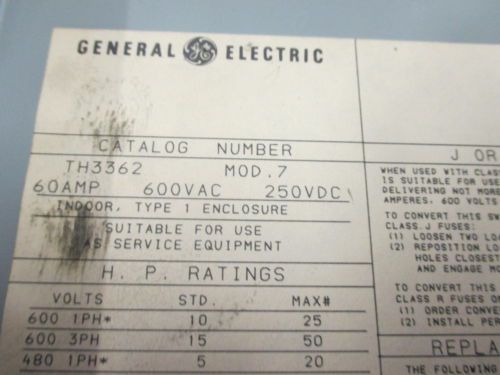 GENERAL GE ELECTRIC
CATALOG NUMBER
TH3362 MOD.7
60AMP 600VAC 250VDC
INDOOR, TYPE 1 ENCLOSURE
SUITABLE FOR USE
AS SERVICE EQUIPMENT
H. P. RATINGS
VOLTS STD. MAX#
600 1PH* 10 25
600 3PH 15 50
480 1PH* 5 20
J OR
WHEN USED WITH CLASS
IS SUITABLE FOR USE
DELIVERING NOT MORE
AMPERES, 600 VOLTS
TO CONVERT THIS SW
CLASS J FUSES:
(1) LOOSEN TWO LO
(2) REPOSITION LO
HOLES CLOSEST
AND ENGAGE M
TO CONVERT THIS
CLASS R FUSES O
(1) ORDER CONVE
(2) INSTALL PER
REPLA
THE FOLLOWING